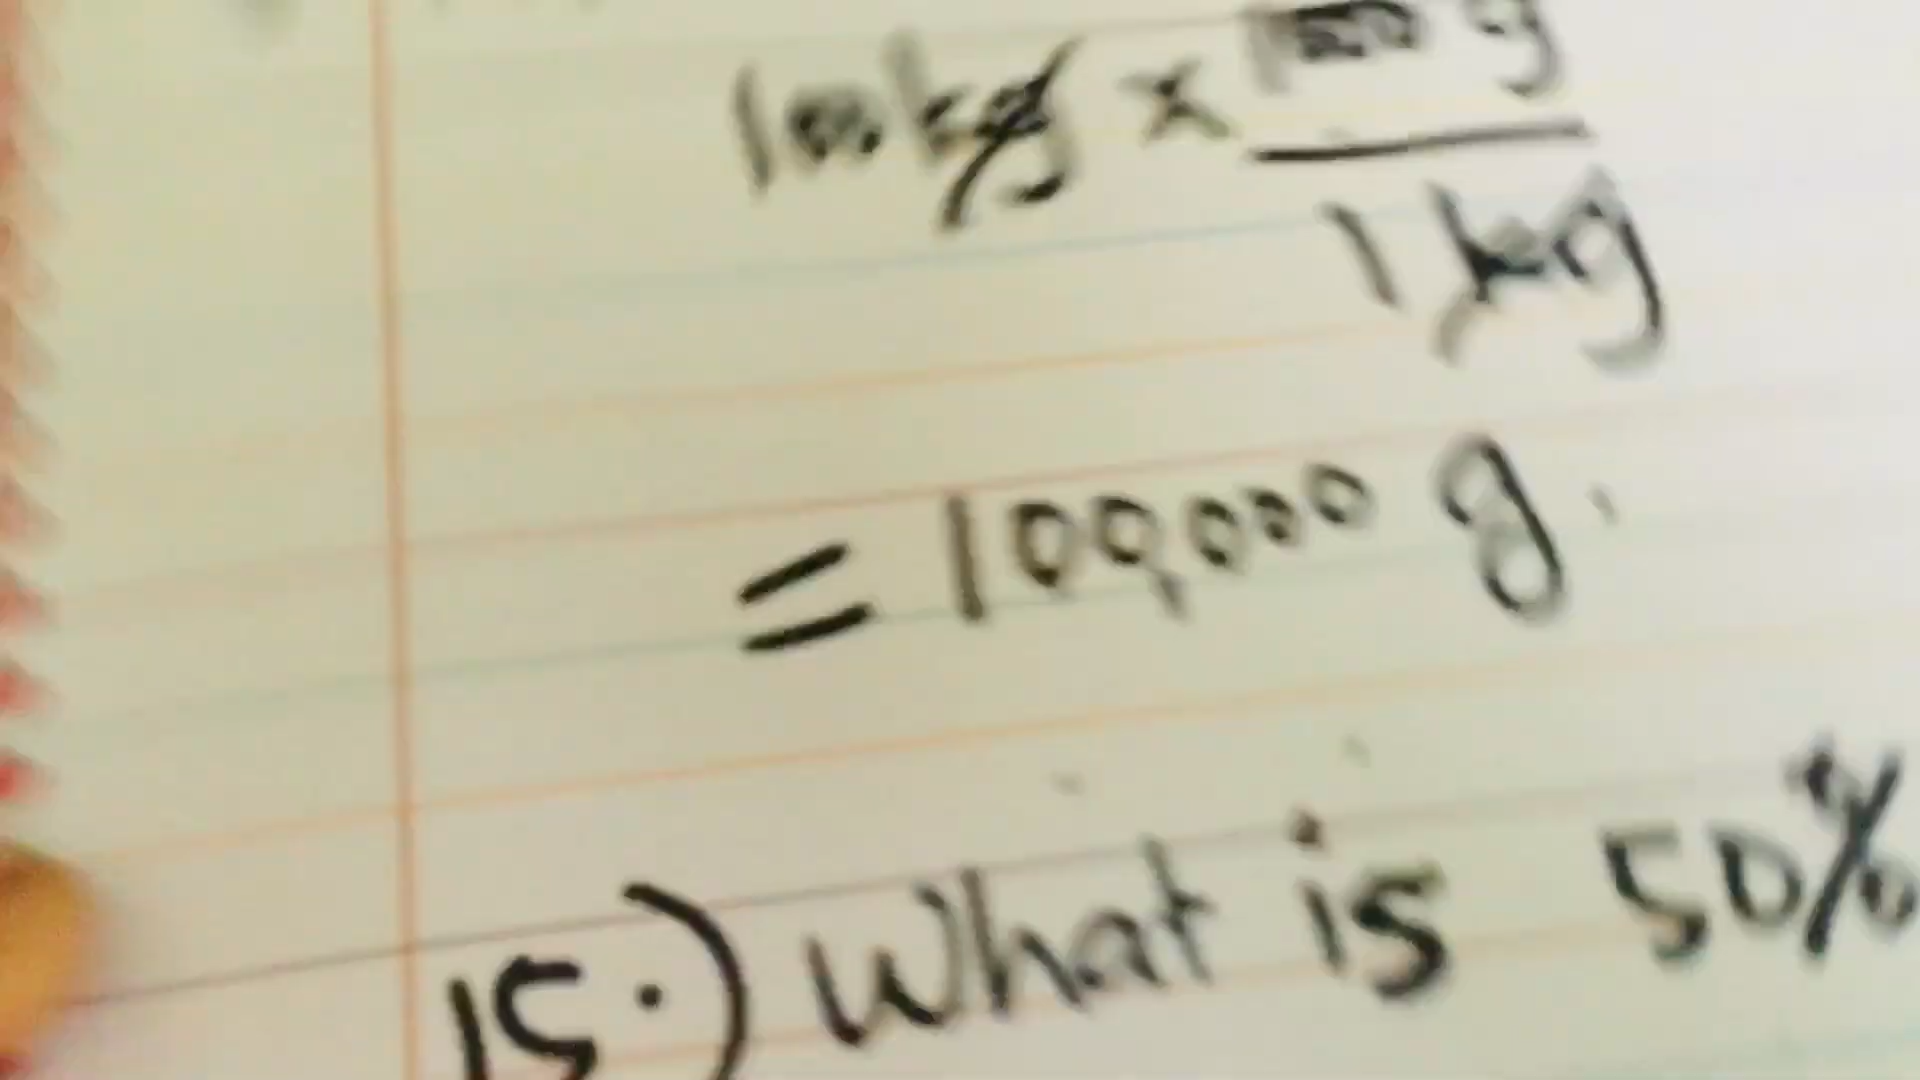 100kg × 1000 g
1 kg
= 100,000 g.
15.) What is 50%